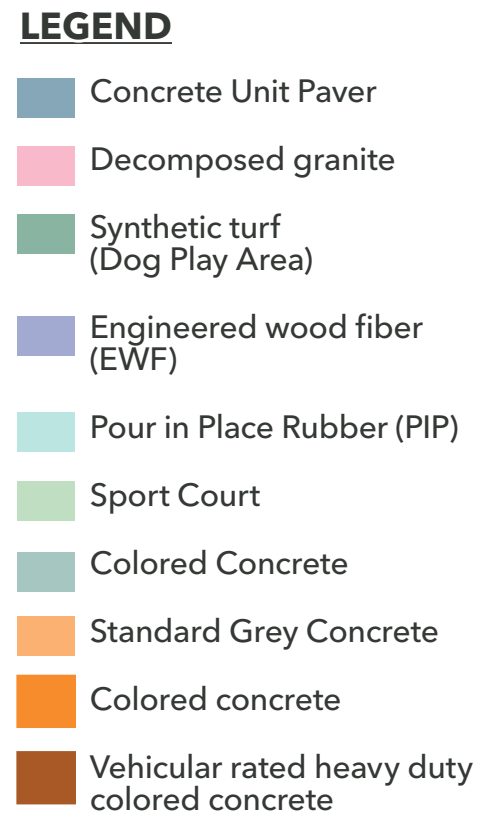 LEGEND
Concrete Unit Paver
Decomposed granite
Synthetic turf
(Dog Play Area)
Engineered wood fiber
(EWF)
Pour in Place Rubber (PIP)
Sport Court
Colored Concrete
Standard Grey Concrete
Colored concrete
Vehicular rated heavy duty
colored concrete